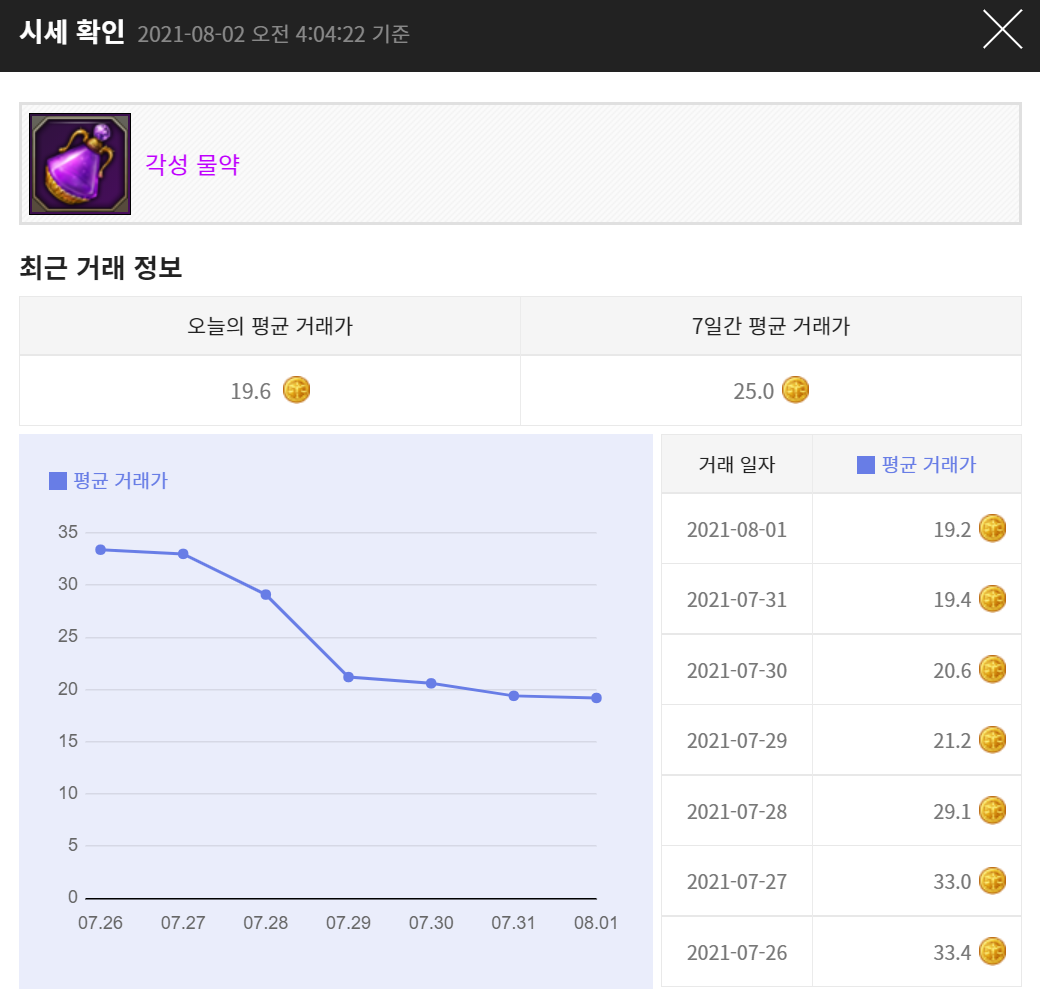 시세 확인 2021-08-02 오전 4:04:22 기준
각성 물약
최근 거래 정보
오늘의 평균 거래가 7일간 평균 거래가
19.6 25.0
평균 거래가
35
30
25
20
15
10
5
0
07.26 07.27 07.28 07.29 07.30 07.31 08.01
거래 일자 평균 거래가
2021-08-01 19.2
2021-07-31 19.4
2021-07-30 20.6
2021-07-29 21.2
2021-07-28 29.1
2021-07-27 33.0
2021-07-26 33.4